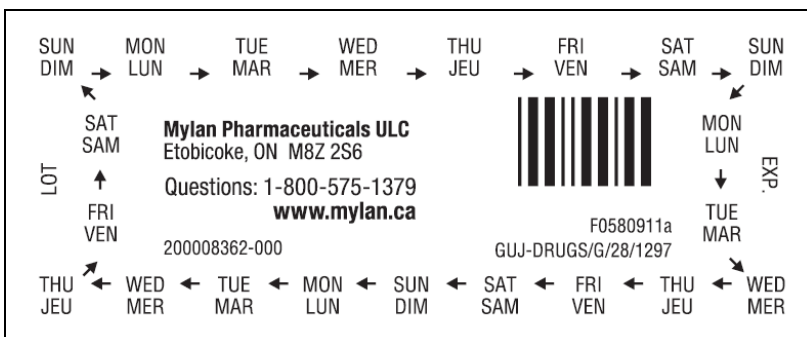 SUN MON TUE WED THU FRI SAT SUN
DIM → LUN → MAR → MER → JEU → VEN → SAM → DIM
SAT
SAM
MON
LUN
Mylan Pharmaceuticals ULC
Etobicoke, ON M8Z 2S6
LOT
EXP.
Questions: 1-800-575-1379
www.mylan.ca
FRI
VEN
TUE
MAR
F0580911a
200008362-000
GUJ-DRUGS/G/28/1297
THU ← WED ← TUE ← MON ← SUN ← SAT ← FRI ← THU ← WED
JEU MER MAR LUN DIM SAM VEN JEU MER